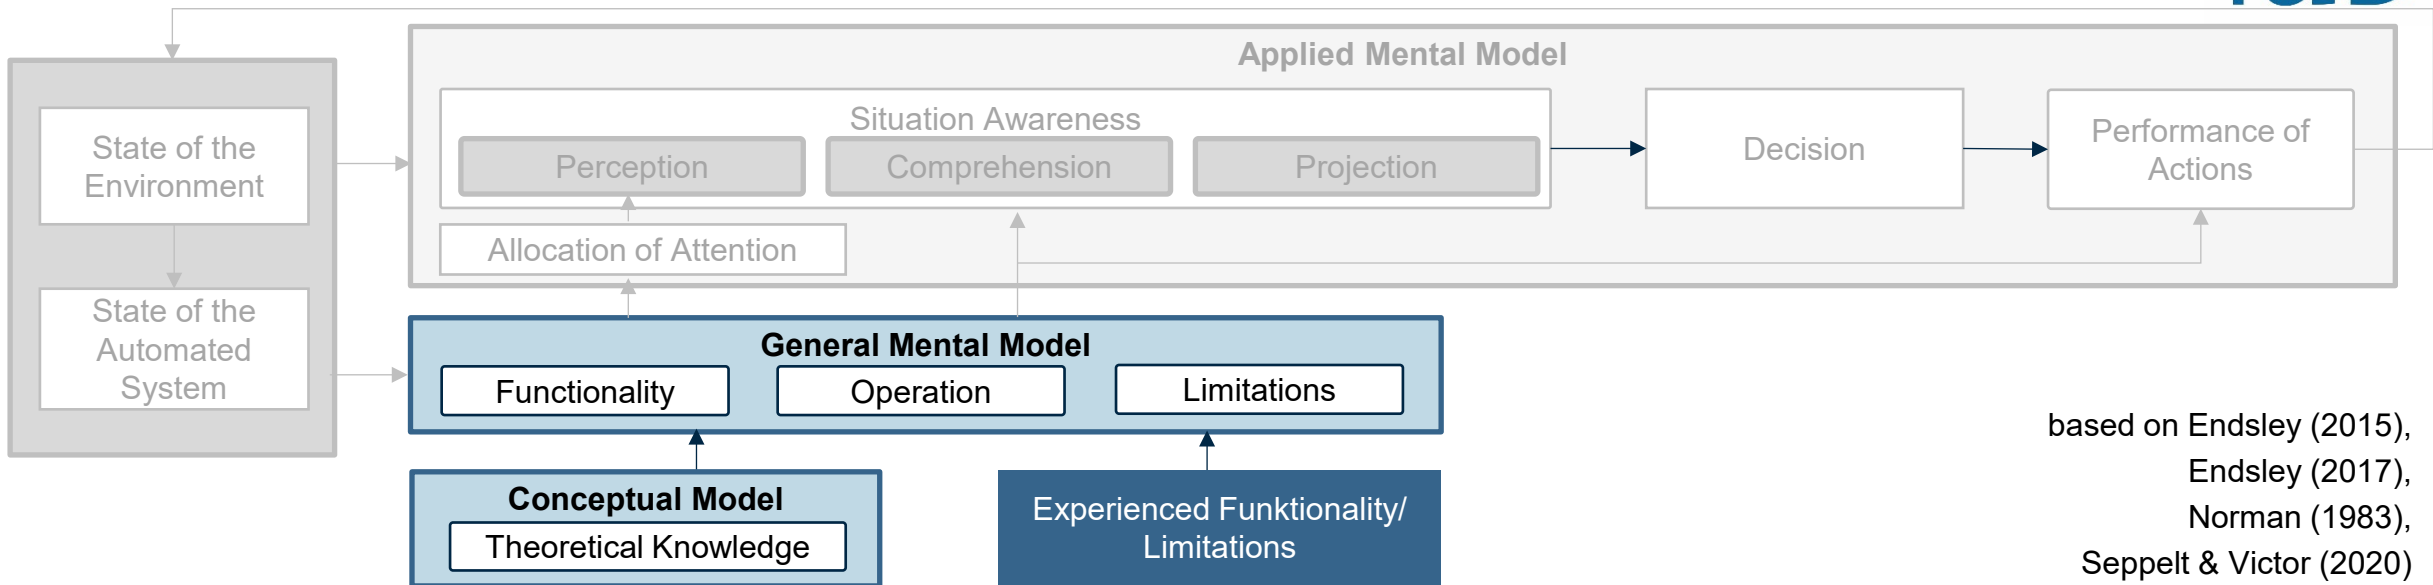 Applied Mental Model
State of the
Environment
Situation Awareness
Perception
Comprehension
Projection
Decision
Performance of
Actions
Allocation of Attention
State of the
Automated
System
General Mental Model
Functionality
Operation
Limitations
Conceptual Model
Theoretical Knowledge
Experienced Funktionality/
Limitations
based on Endsley (2015),
Endsley (2017),
Norman (1983),
Seppelt & Victor (2020)